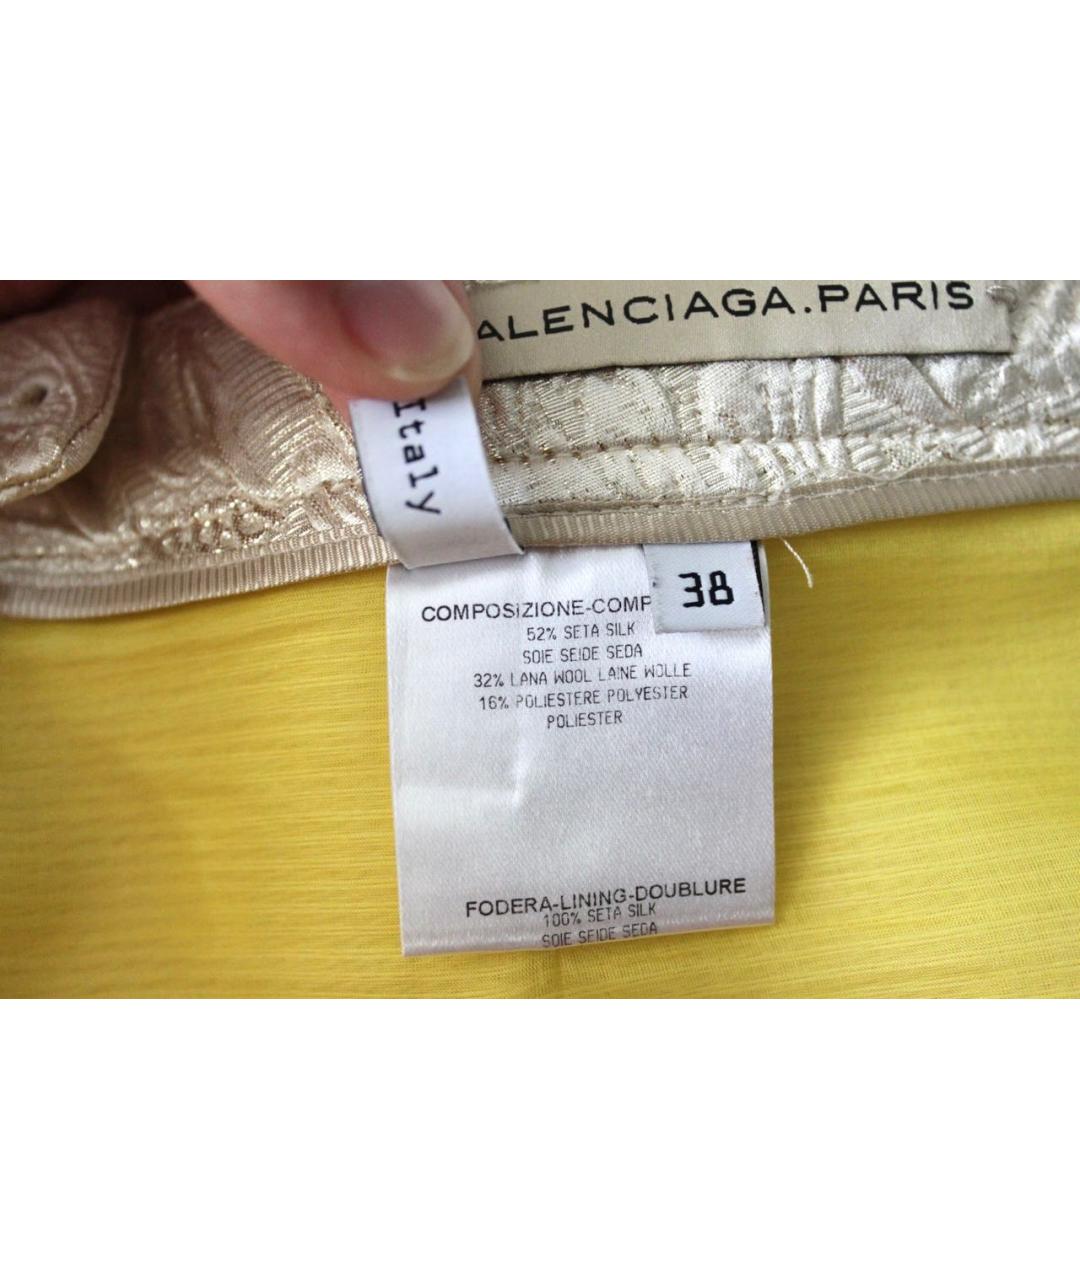 ALENCIAGA.PARIS
Italy
38
COMPOSIZIONE-COMP
52% SETA SILK
SOIE SEIDE SEDA
32% LANA WOOL LAINE WOLLE
16% POLIESTERE POLYESTER
POLIESTER
FODERA-LINING-DOUBLURE
100% SETA SILK
SOIE SEIDE SEDA